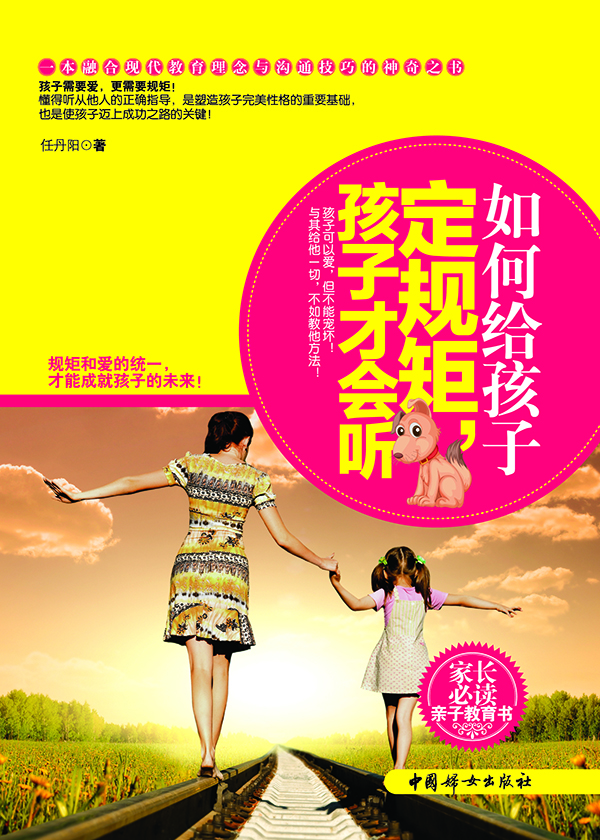 一本融合现代教育理念与沟通技巧的神奇之书
孩子需要爱，更需要规矩！
懂得听从他人的正确指导，是塑造孩子完美性格的重要基础，
也是使孩子迈上成功之路的关键！
任丹阳⊙著
如何给孩子
定规矩，
孩子才会听
孩子可以爱，但不能宠坏！
与其给他一切，不如教他方法！
规矩和爱的统一，
才能成就孩子的未来！
家长
必读
亲子教育书
中国妇女出版社